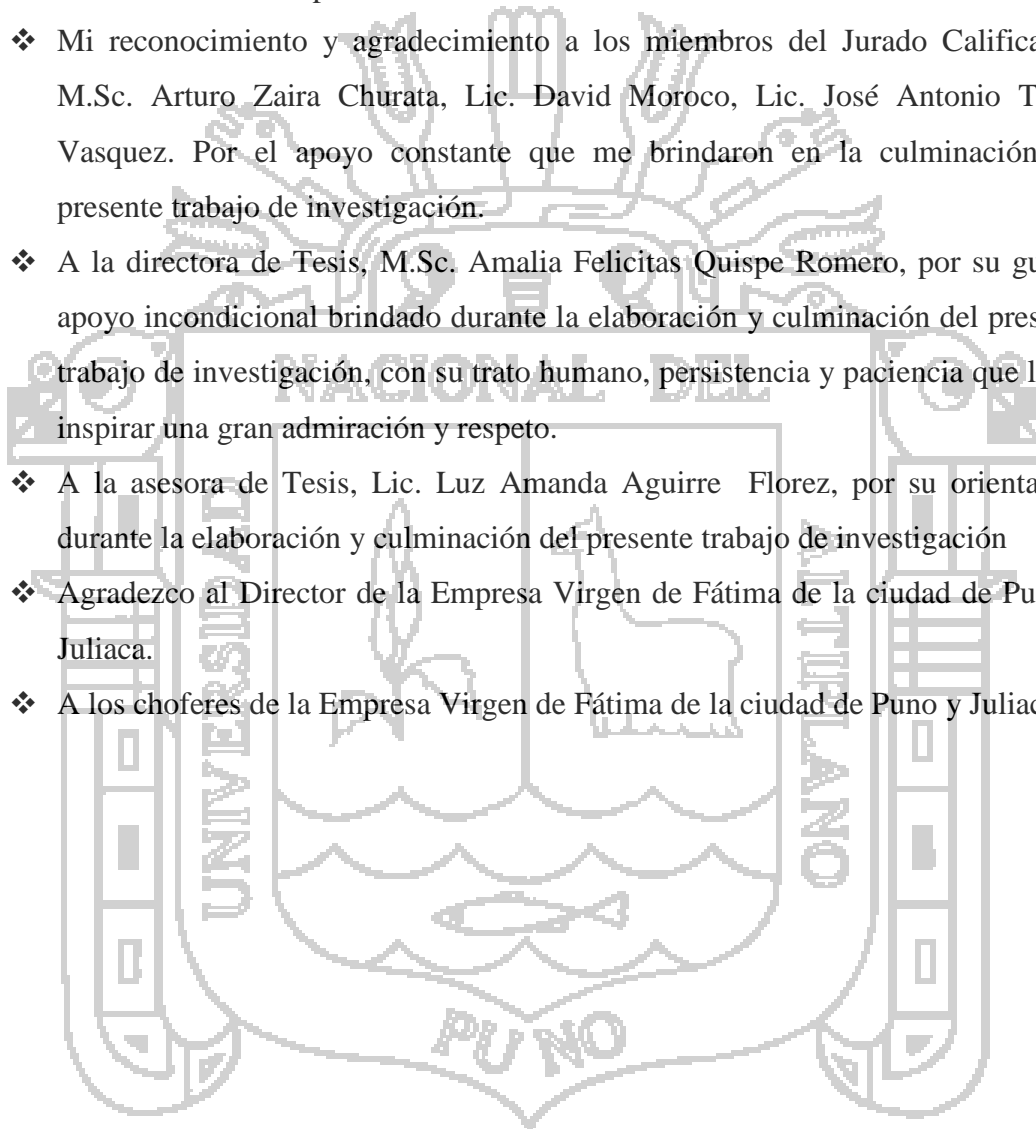 ❖ Mi reconocimiento y agradecimiento a los miembros del Jurado Califica
M.Sc. Arturo Zaira Churata, Lic. David Moroco, Lic. José Antonio T
Vasquez. Por el apoyo constante que me brindaron en la culminación
presente trabajo de investigación.
❖ A la directora de Tesis, M.Sc. Amalia Felicitas Quispe Romero, por su gu
apoyo incondicional brindado durante la elaboración y culminación del pres
trabajo de investigación, con su trato humano, persistencia y paciencia que l
inspirar una gran admiración y respeto.
❖ A la asesora de Tesis, Lic. Luz Amanda Aguirre Florez, por su orienta
durante la elaboración y culminación del presente trabajo de investigación
❖ Agradezco al Director de la Empresa Virgen de Fátima de la ciudad de Pu
Juliaca.
❖ A los choferes de la Empresa Virgen de Fátima de la ciudad de Puno y Juliac
NACIONAL DEL
UNIVERSIDAD
ALTIPLANO
PUNO